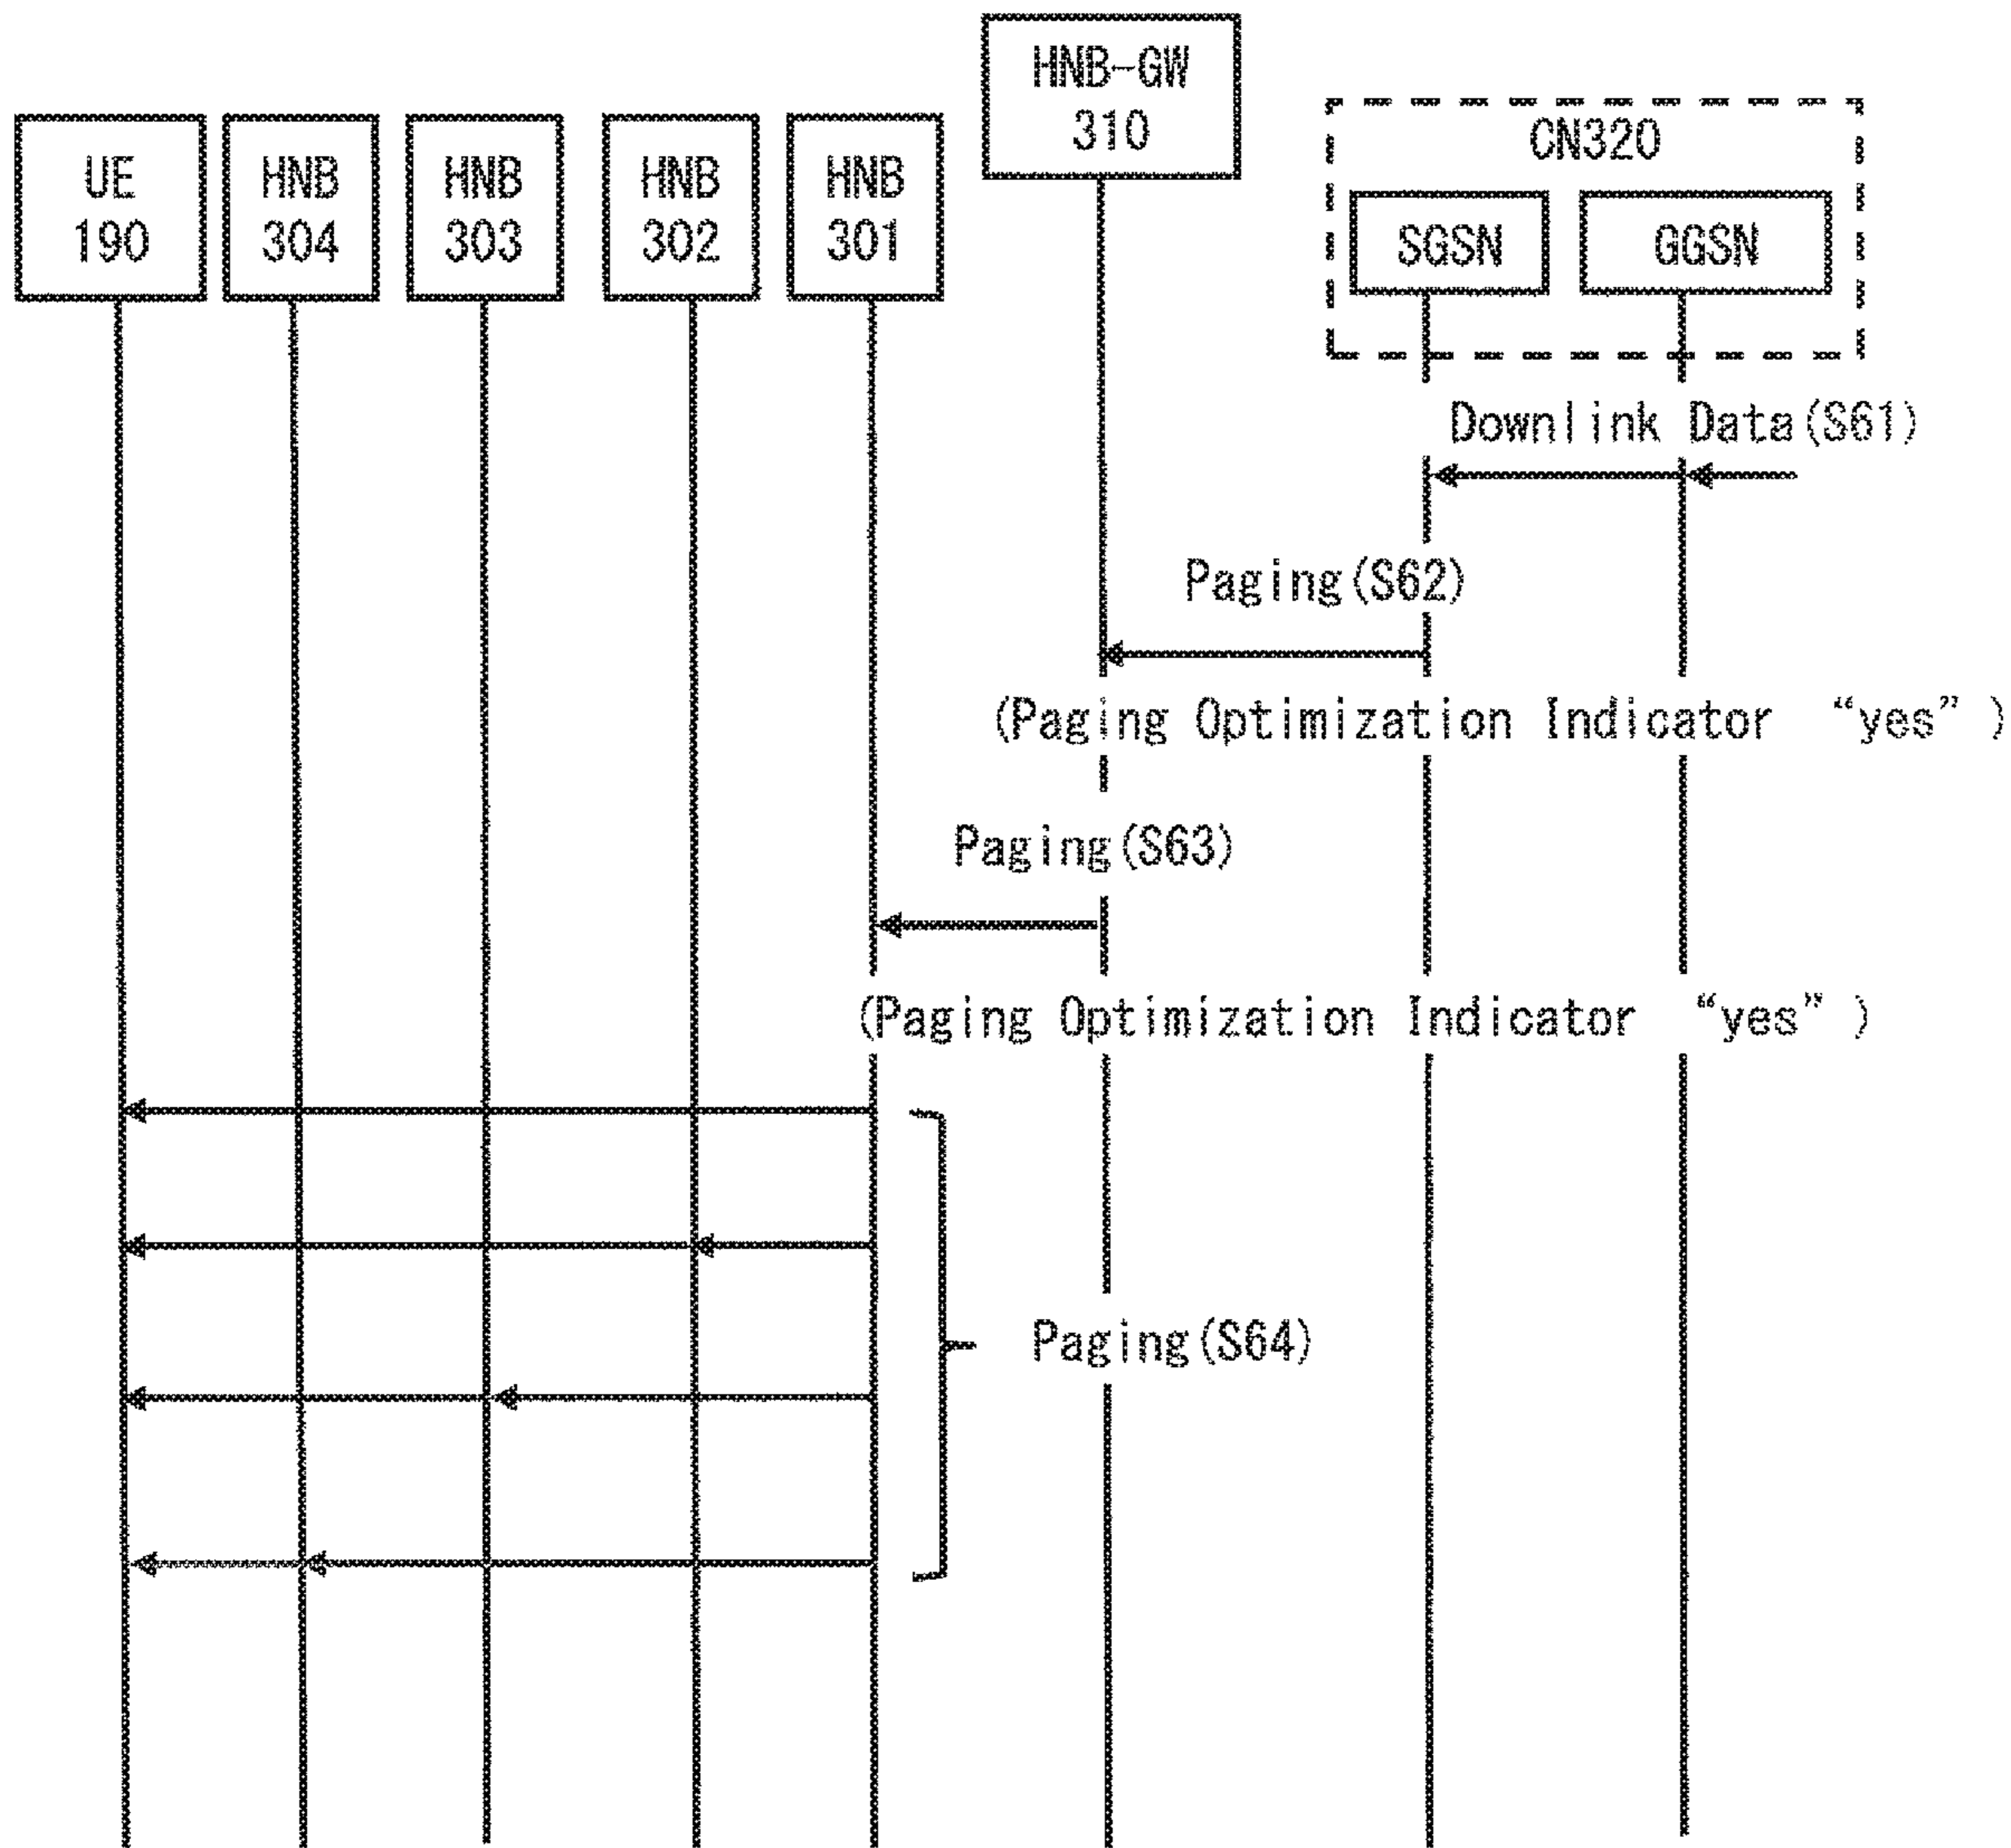 HNB-GW
310
CN320
UE
190
HNB
304
HNB
303
HNB
302
HNB
301
SGSN
GGSN
Downlink Data(S61)
Paging(S62)
(Paging Optimization Indicator “yes” )
Paging(S63)
(Paging Optimization Indicator “yes” )
Paging(S64)